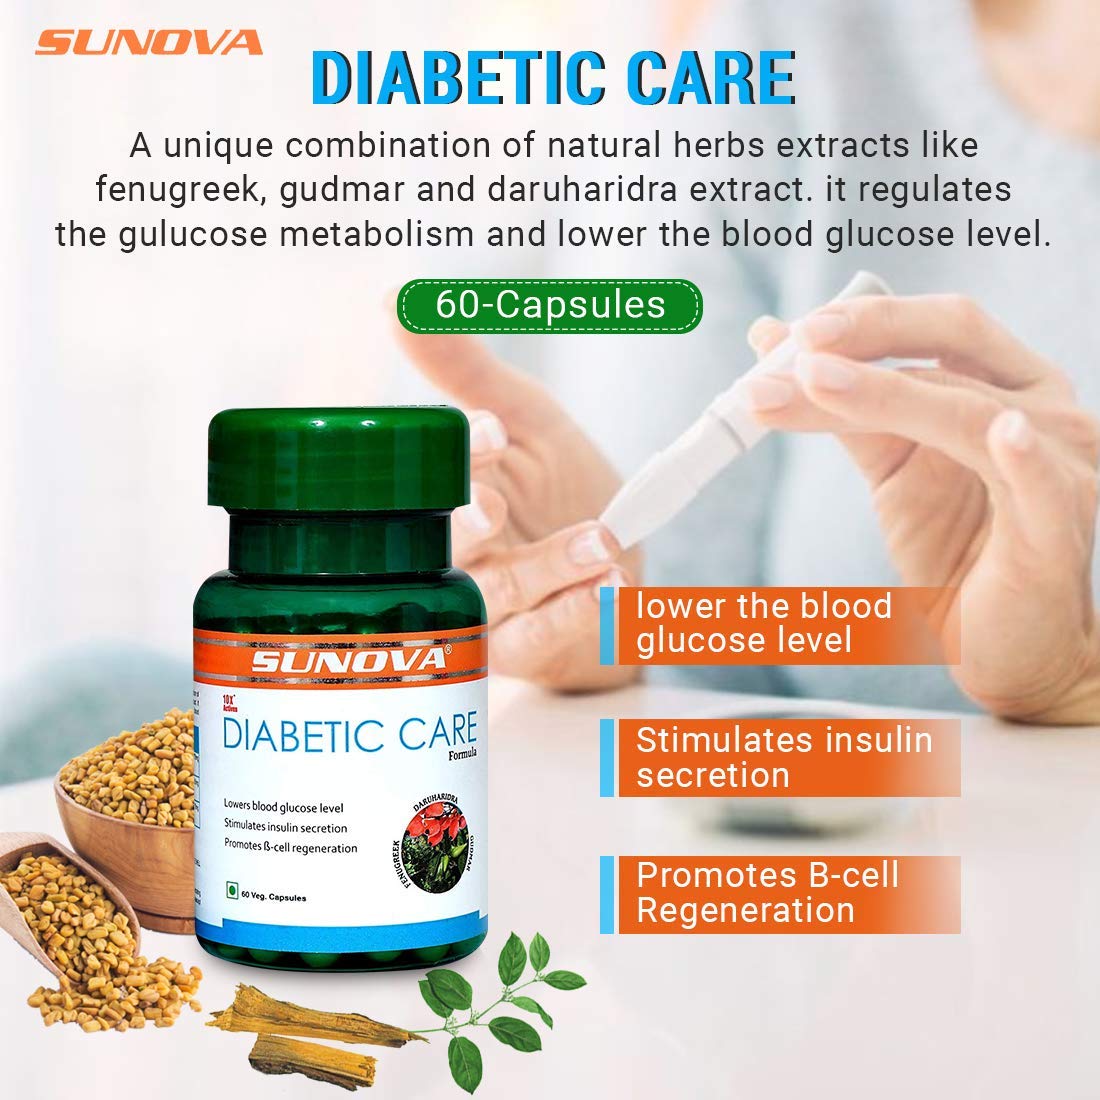 SUNOVA
DIABETIC CARE
A unique combination of natural herbs extracts like
fenugreek, gudmar and daruharidra extract. it regulates
the gulucose metabolism and lower the blood glucose level.
60-Capsules
SUNOVA®
10X*
Actives
DIABETIC CARE
Formula
Lowers blood glucose level
Stimulates insulin secretion
Promotes ß-cell regeneration
60 Veg. Capsules
DARUHARIDRA
FENUGREEK
GUDMAR
lower the blood
glucose level
Stimulates insulin
secretion
Promotes B-cell
Regeneration